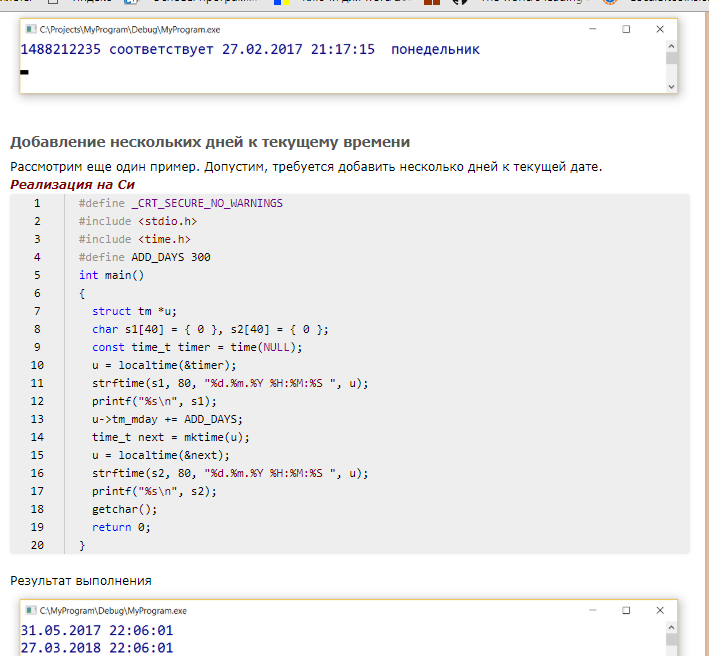 C:\Projects\MyProgram\Debug\MyProgram.exe
1488212235 соответствует 27.02.2017 21:17:15 понедельник
Добавление нескольких дней к текущему времени
Рассмотрим еще один пример. Допустим, требуется добавить несколько дней к текущей дате.
Реализация на Си
1 #define _CRT_SECURE_NO_WARNINGS
2 #include <stdio.h>
3 #include <time.h>
4 #define ADD_DAYS 300
5 int main()
6 {
7 struct tm *u;
8 char s1[40] = { 0 }, s2[40] = { 0 };
9 const time_t timer = time(NULL);
10 u = localtime(&timer);
11 strftime(s1, 80, "%d.%m.%Y %H:%M:%S ", u);
12 printf("%s\n", s1);
13 u->tm_mday += ADD_DAYS;
14 time_t next = mktime(u);
15 u = localtime(&next);
16 strftime(s2, 80, "%d.%m.%Y %H:%M:%S ", u);
17 printf("%s\n", s2);
18 getchar();
19 return 0;
20 }
Результат выполнения
C:\MyProgram\Debug\MyProgram.exe
31.05.2017 22:06:01
27.03.2018 22:06:01